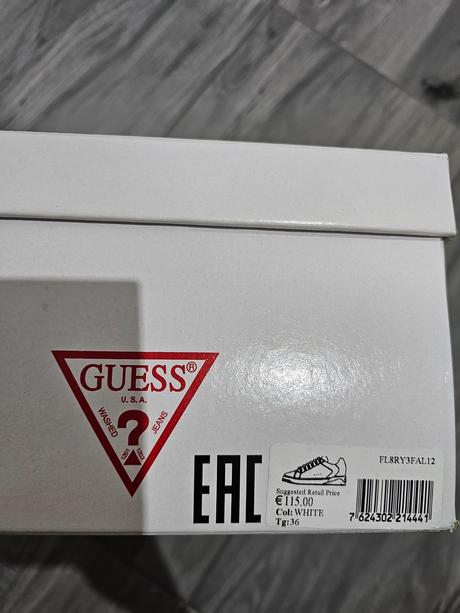 GUESS®
U.S.A.
WASHED ? JEANS
EAC
FL8RY3FAL12
Suggested Retail Price
€115.00
Col: WHITE
Tg:36
7 624302 214441